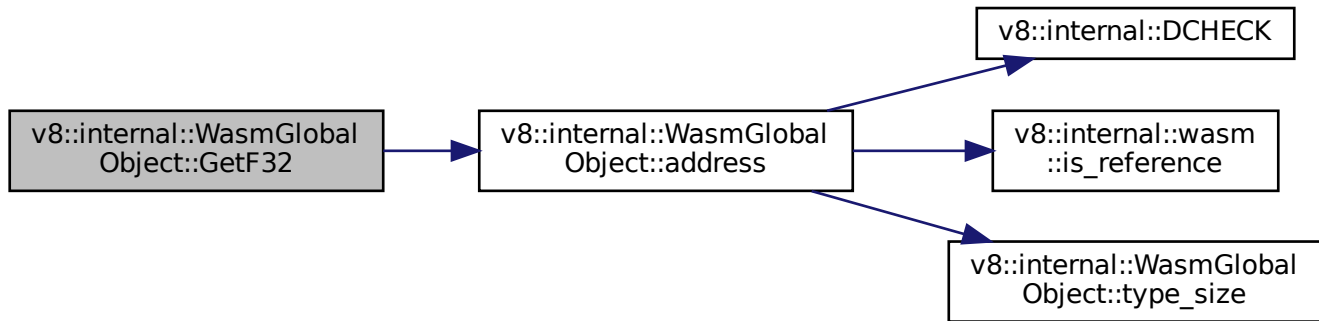 v8::internal::WasmGlobal
Object::GetF32
v8::internal::WasmGlobal
Object::address
v8::internal::DCHECK
v8::internal::wasm
::is_reference
v8::internal::WasmGlobal
Object::type_size